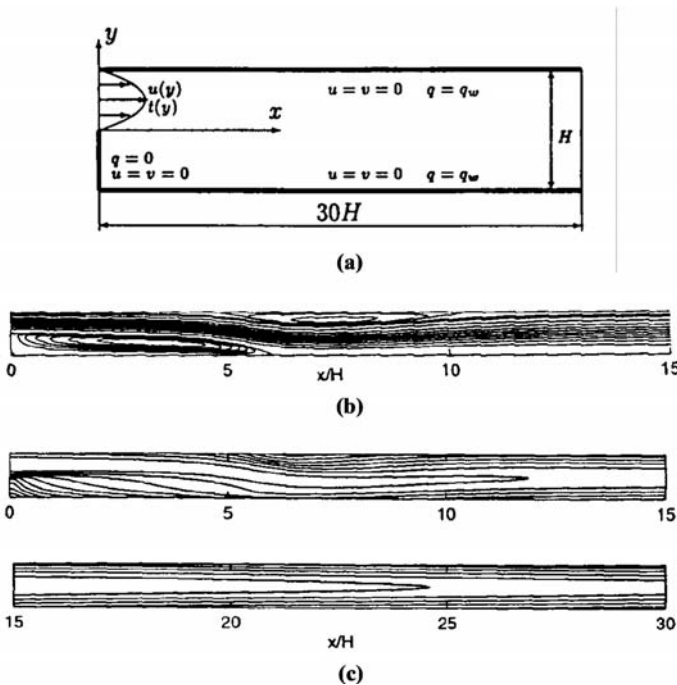 y
u(y)
t(y)
u = v = 0 q = q_w
x
H
q = 0
u = v = 0
u = v = 0 q = q_w
30H
(a)
0 5 10 15
x/H
(b)
0 5 10 15
15 20 25 30
x/H
(c)